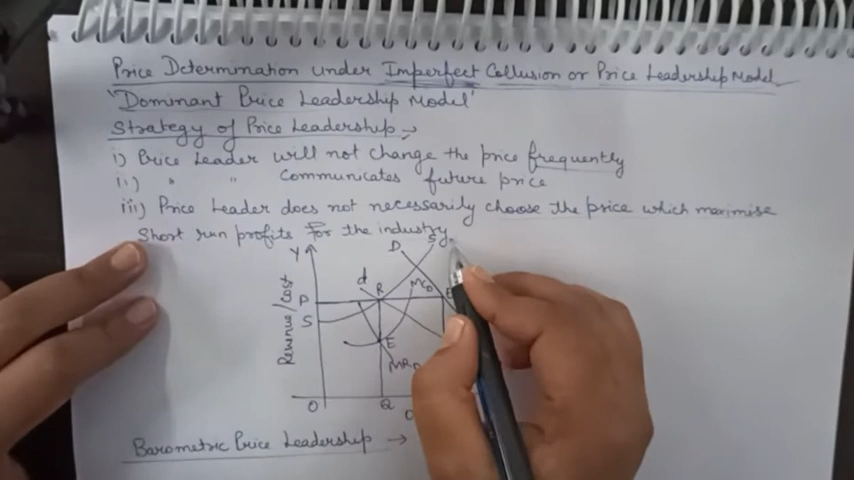 Price Determination under Imperfect Collusion or Price Leadership Model
'Dominant Price Leadership Model'
Strategy of Price Leadership →
i) Price Leader will not change the price frequently
ii) " " communicates future price
iii) Price Leader does not necessarily choose the price which maximise
Short run profits for the industry.
Y D S
d R MCD E
P
S
Revenue/Cost
E
MRD
O Q
Barometric Price Leadership →